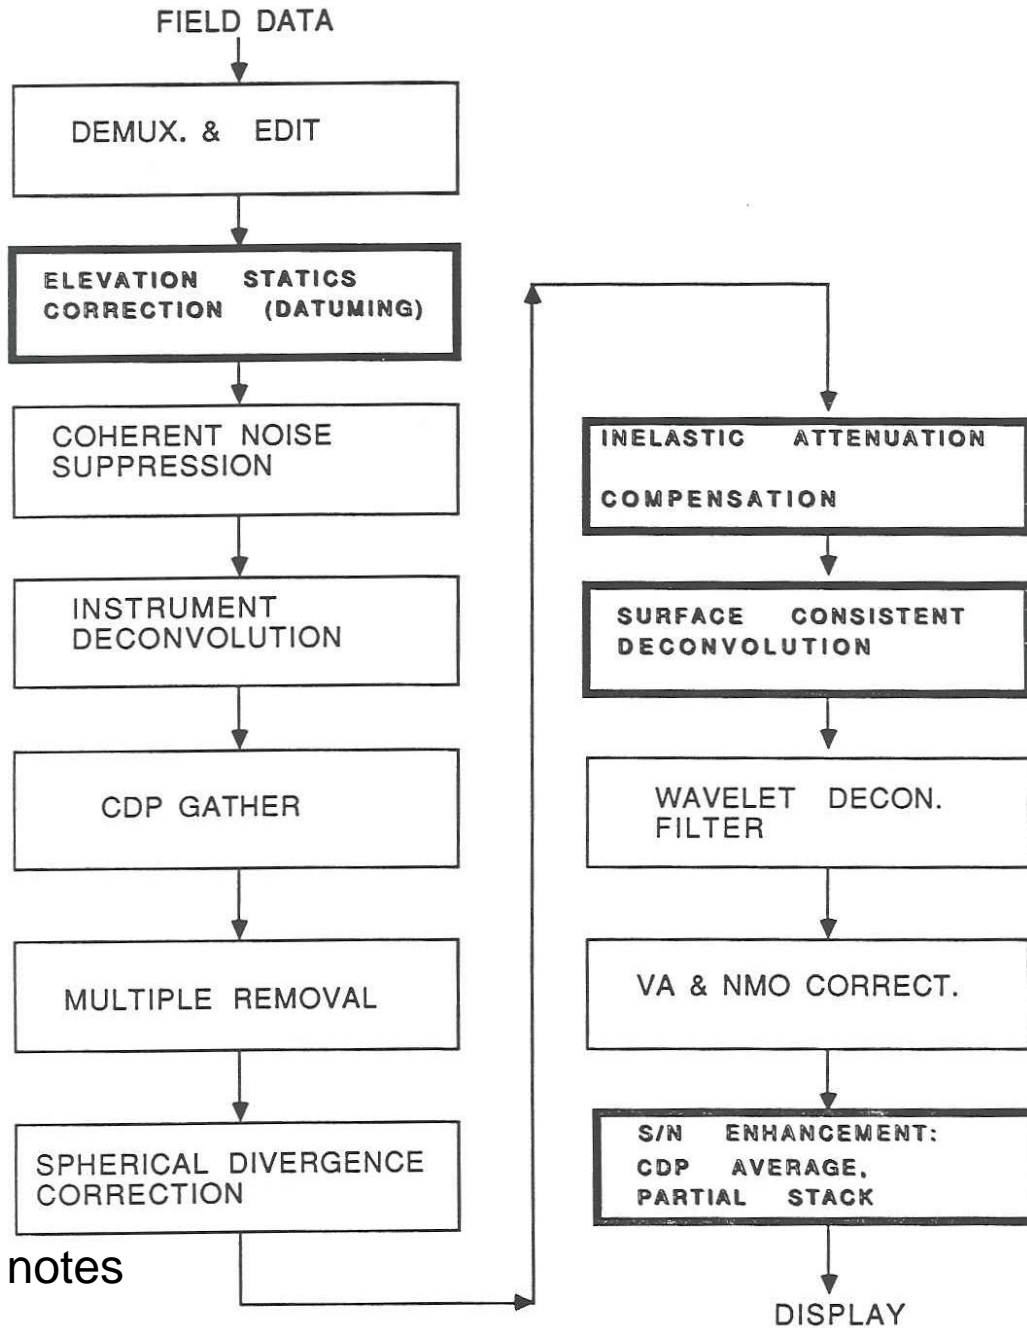 FIELD DATA
DEMUX. & EDIT
ELEVATION STATICS
CORRECTION (DATUMING)
COHERENT NOISE
SUPPRESSION
INSTRUMENT
DECONVOLUTION
CDP GATHER
MULTIPLE REMOVAL
SPHERICAL DIVERGENCE
CORRECTION
notes
INELASTIC ATTENUATION
COMPENSATION
SURFACE CONSISTENT
DECONVOLUTION
WAVELET DECON.
FILTER
VA & NMO CORRECT.
S/N ENHANCEMENT:
CDP AVERAGE,
PARTIAL STACK
DISPLAY